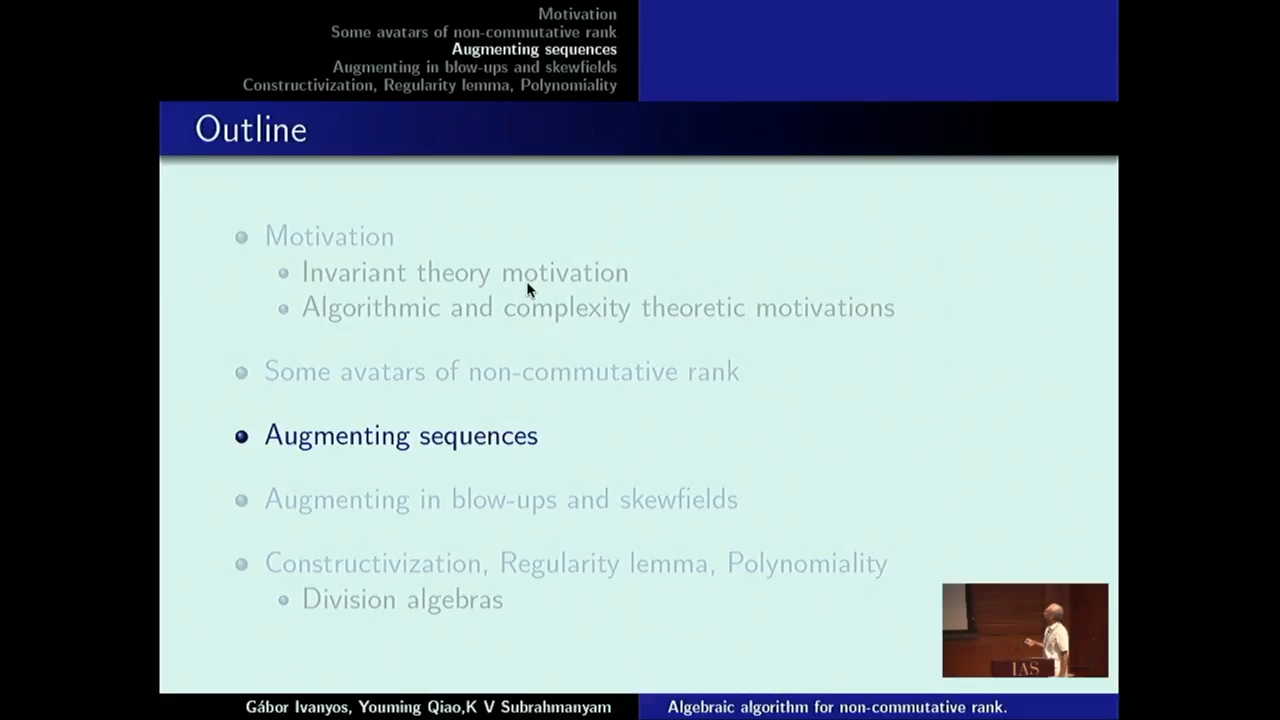 Motivation
Some avatars of non-commutative rank
Augmenting sequences
Augmenting in blow-ups and skewfields
Constructivization, Regularity lemma, Polynomiality
Outline
Motivation
Invariant theory motivation
Algorithmic and complexity theoretic motivations
Some avatars of non-commutative rank
Augmenting sequences
Augmenting in blow-ups and skewfields
Constructivization, Regularity lemma, Polynomiality
Division algebras
IAS
Gábor Ivanyos, Youming Qiao,K V Subrahmanyam
Algebraic algorithm for non-commutative rank.